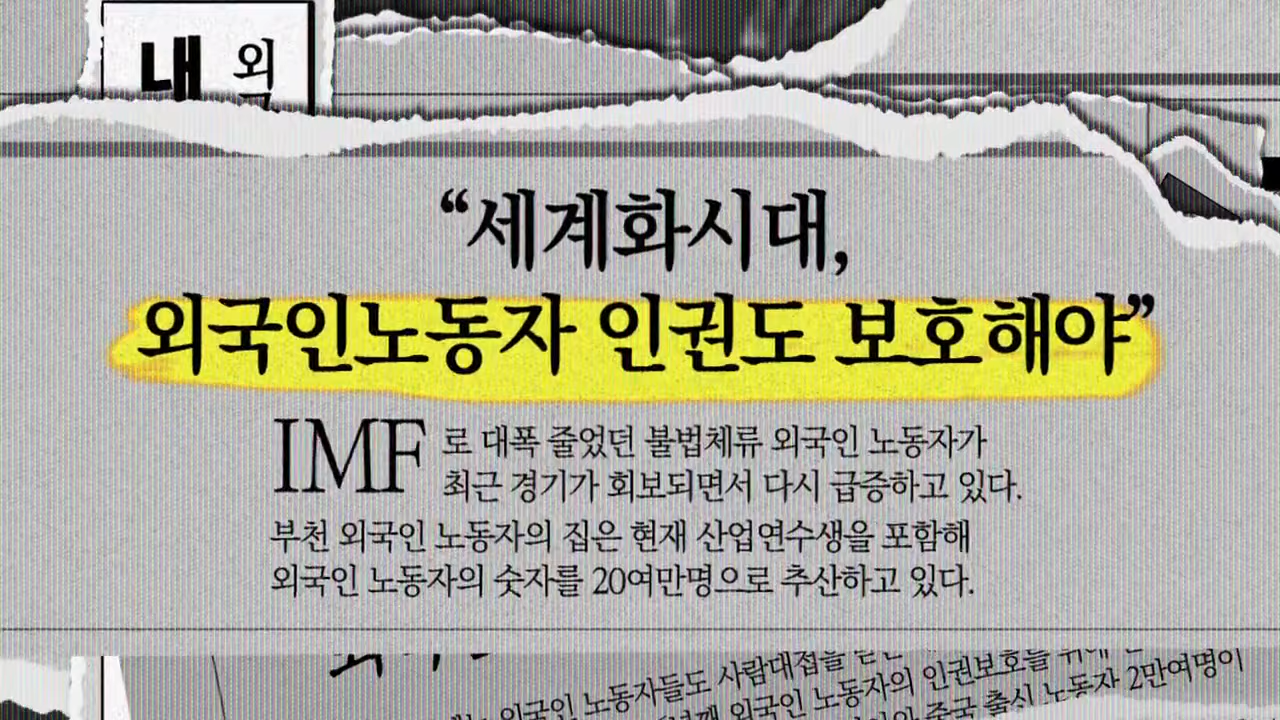 내 외
“세계화시대,
외국인노동자 인권도 보호해야”
IMF로 대폭 줄었던 불법체류 외국인 노동자가
최근 경기가 회보되면서 다시 급증하고 있다.
부천 외국인 노동자의 집은 현재 산업연수생을 포함해
외국인 노동자의 숫자를 20여만명으로 추산하고 있다.
외국인 노동자들도 사람대접을
외국인 노동자의 인권보호를 위해
중국 출신 노동자 2만여명이